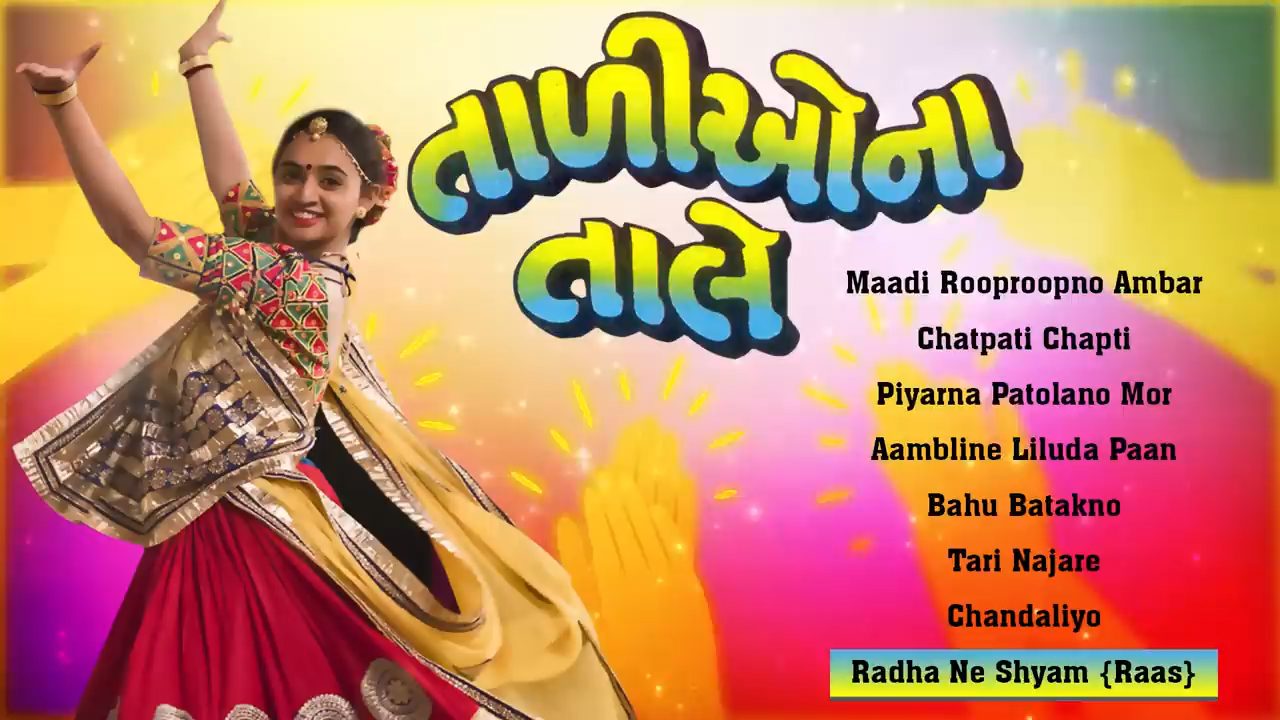 તાળીઓના
તાલે
Maadi Rooproopno Ambar
Chatpati Chapti
Piyarna Patolano Mor
Aambline Liluda Paan
Bahu Batakno
Tari Najare
Chandaliyo
Radha Ne Shyam {Raas}